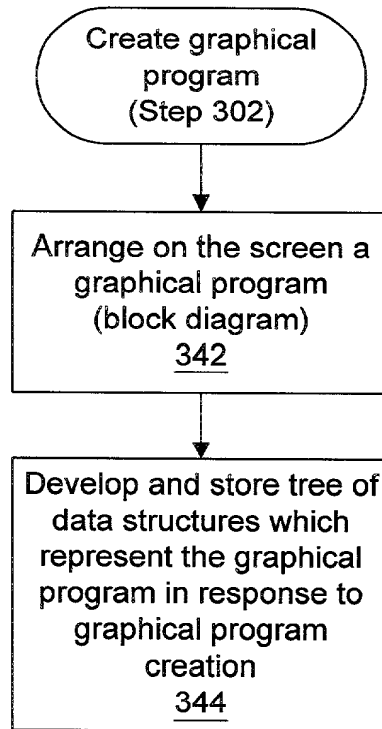 Create graphical
program
(Step 302)
Arrange on the screen a
graphical program
(block diagram)
342
Develop and store tree of
data structures which
represent the graphical
program in response to
graphical program
creation
344